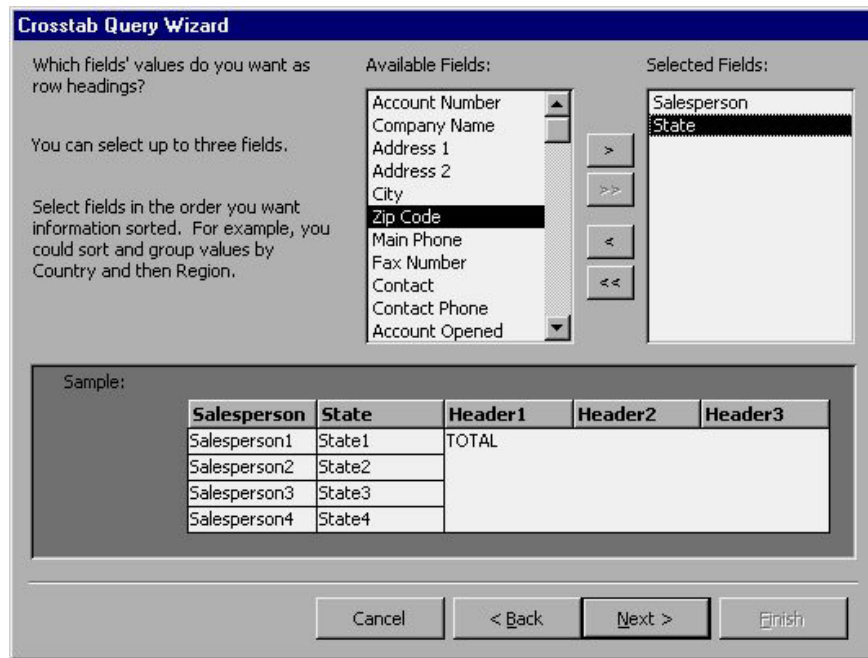 Crosstab Query Wizard
Which fields' values do you want as
row headings?
You can select up to three fields.
Select fields in the order you want
information sorted. For example, you
could sort and group values by
Country and then Region.
Available Fields:
Account Number
Company Name
Address 1
Address 2
City
Zip Code
Main Phone
Fax Number
Contact
Contact Phone
Account Opened
>
>>
<
<<
Selected Fields:
Salesperson
State
Sample:
Salesperson State Header1 Header2 Header3
Salesperson1 State1 TOTAL
Salesperson2 State2
Salesperson3 State3
Salesperson4 State4
Cancel < Back Next > Finish